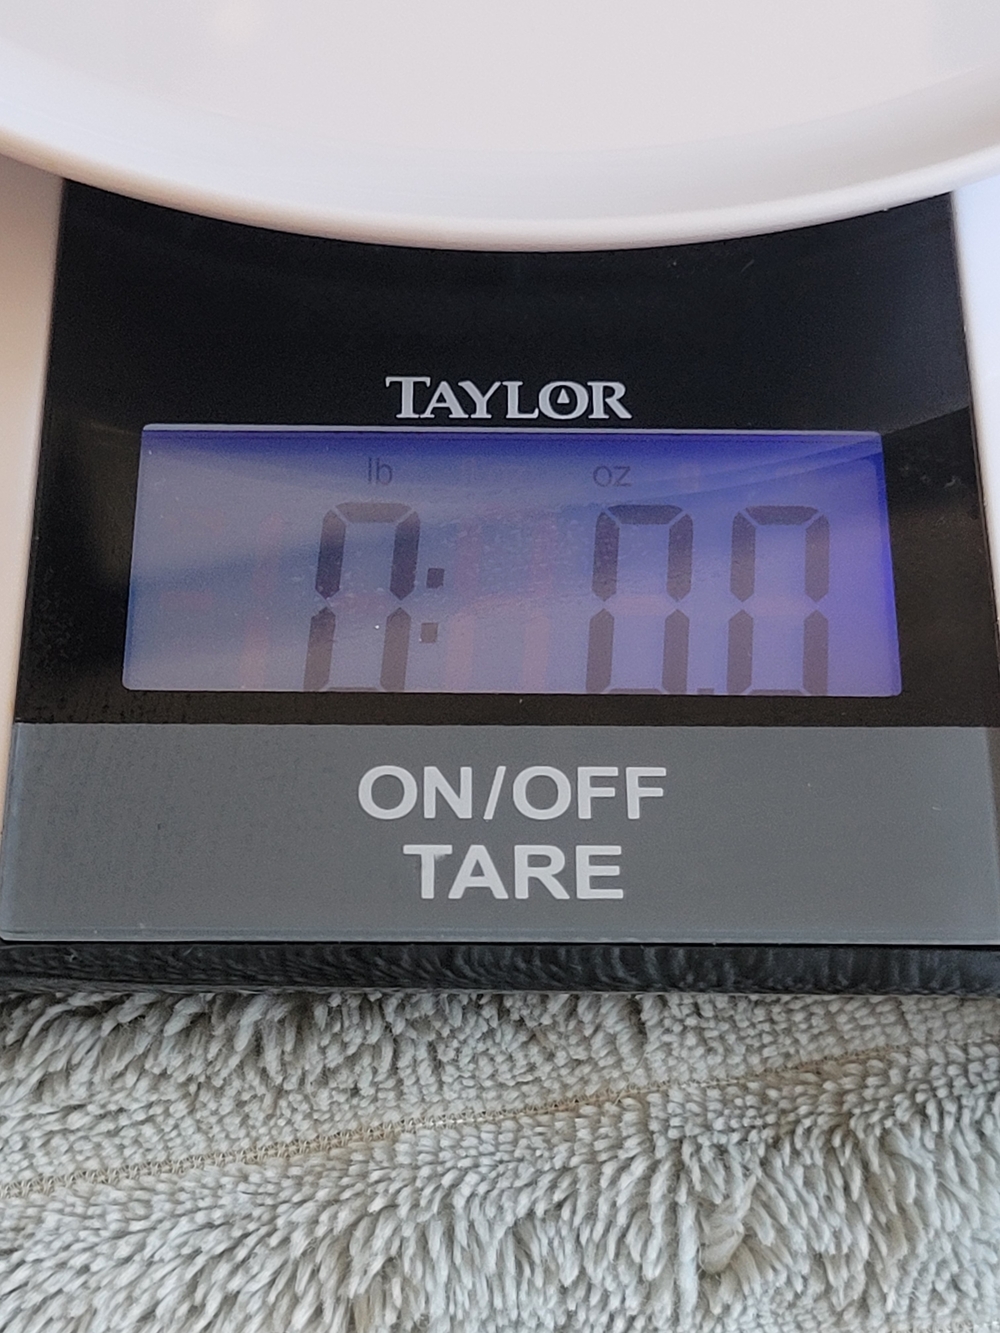 TAYLOR
lb oz
0: 0.0
ON/OFF
TARE